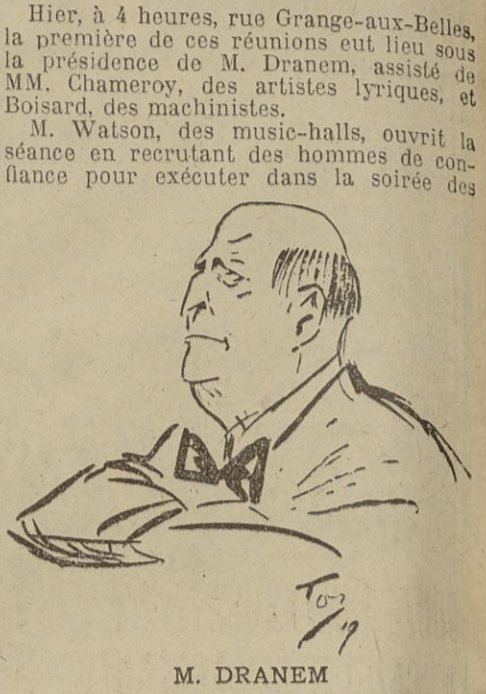 Hier, à 4 heures, rue Grange-aux-Belles,
la première de ces réunions eut lieu sous
la présidence de M. Dranem, assisté de
MM. Chameroy, des artistes lyriques, et
Boisard, des machinistes.
M. Watson, des music-halls, ouvrit la
séance en recrutant des hommes de con-
fiance pour exécuter dans la soirée des
M. DRANEM